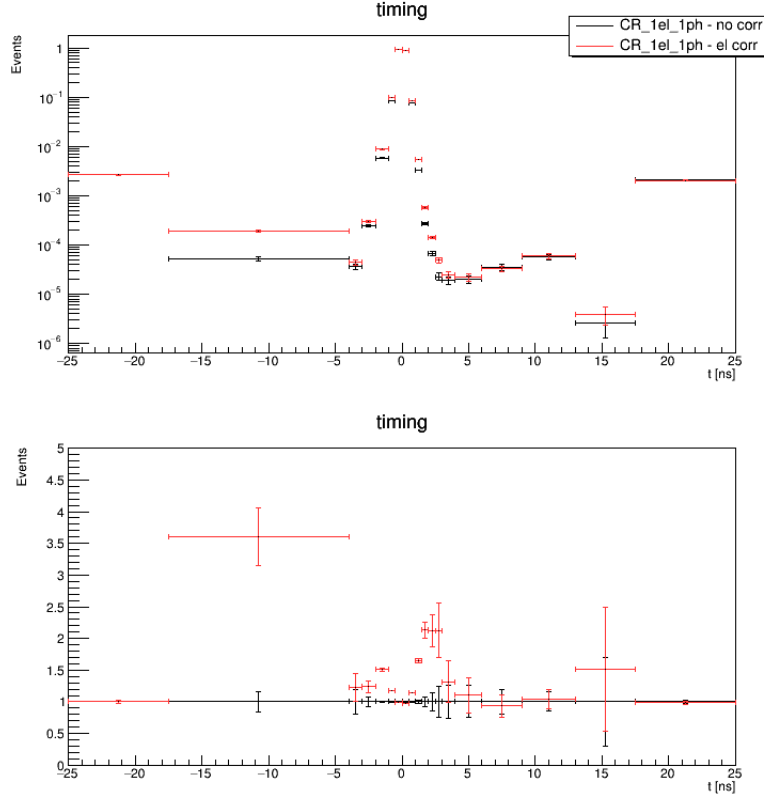 timing
CR_1el_1ph - no corr
CR_1el_1ph - el corr
Events
1
10⁻¹
10⁻²
10⁻³
10⁻⁴
10⁻⁵
10⁻⁶
−25 −20 −15 −10 −5 0 5 10 15 20 25
t [ns]
timing
Events
5
4.5
4
3.5
3
2.5
2
1.5
1
0.5
0
−25 −20 −15 −10 −5 0 5 10 15 20 25
t [ns]